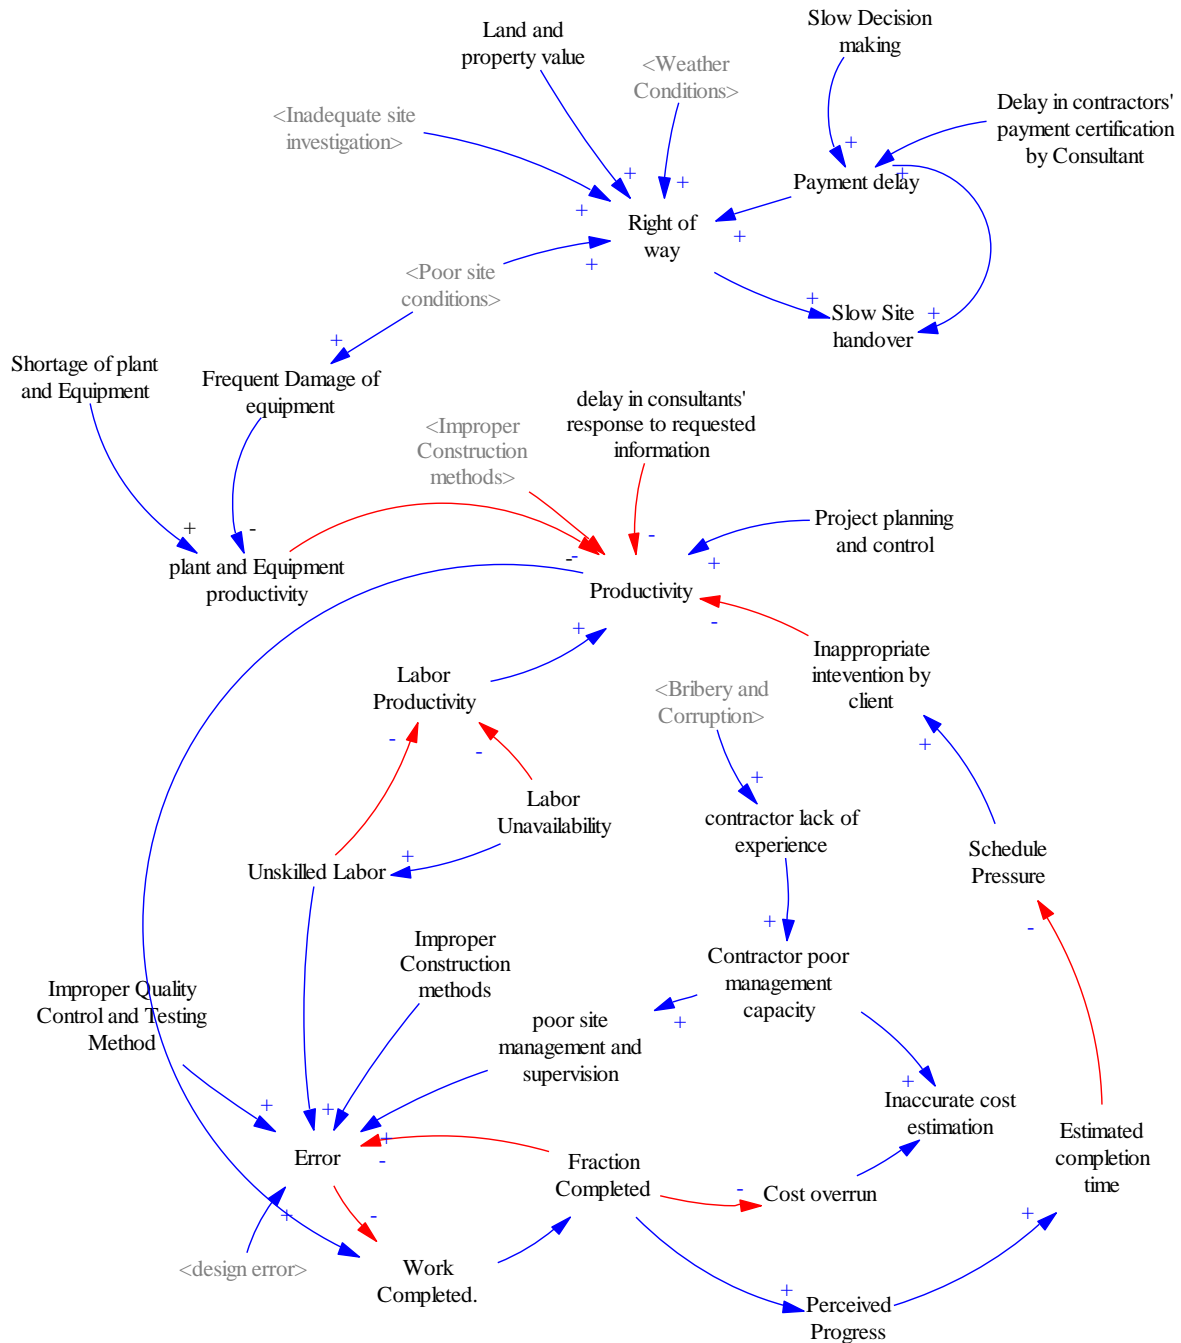 Slow Decision
making
Land and
property value
<Weather
Conditions>
Delay in contractors'
payment certification
by Consultant
<Inadequate site
investigation>
+
+
+
+
Payment delay
+
Right of
way
+
+
<Poor site
conditions>
+
+
Slow Site
handover
+
Shortage of plant
and Equipment
Frequent Damage of
equipment
delay in consultants'
response to requested
information
<Improper
Construction
methods>
Project planning
and control
+
-
-
-
-
+
plant and Equipment
productivity
Productivity
-
+
Inappropriate
intevention by
client
Labor
Productivity
<Bribery and
Corruption>
-
-
+
+
Labor
Unavailability
contractor lack of
experience
+
Unskilled Labor
Schedule
Pressure
+
-
Improper
Construction
methods
Contractor poor
management
capacity
Improper Quality
Control and Testing
Method
poor site
management and
supervision
+
+
+
+
Inaccurate cost
estimation
+
-
Error
Fraction
Completed
Estimated
completion
time
-
Cost overrun
+
-
+
<design error>
Work
Completed.
+
Perceived
Progress